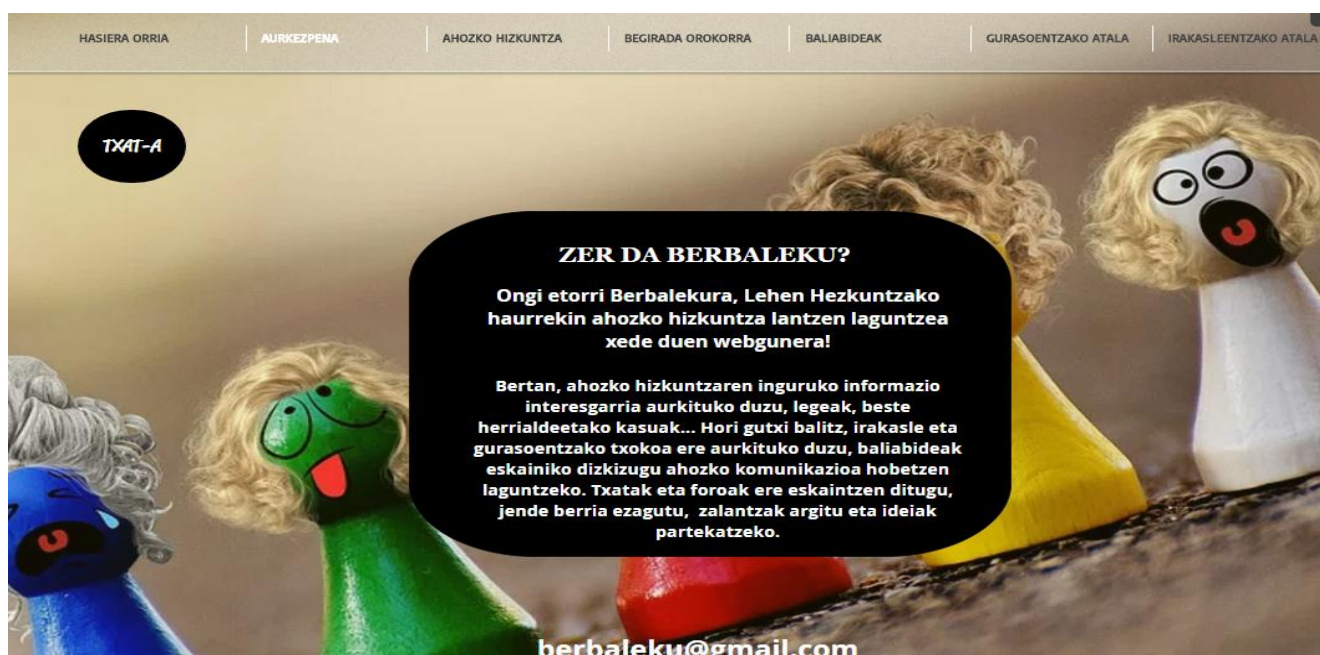 HASIERA ORRIA
AURKEZPENA
AHOZKO HIZKUNTZA
BEGIRADA OROKORRA
BALIABIDEAK
GURASOENTZAKO ATALA
IRAKASLEENTZAKO ATALA
TXAT-A
ZER DA BERBALEKU?
Ongi etorri Berbalekura, Lehen Hezkuntzako
haurrekin ahozko hizkuntza lantzen laguntzea
xede duen webgunera!
Bertan, ahozko hizkuntzaren inguruko informazio
interesgarria aurkituko duzu, legeak, beste
herrialdeetako kasuak... Hori gutxi balitz, irakasle eta
gurasoentzako txokoa ere aurkituko duzu, baliabideak
eskainiko dizkizugu ahozko komunikazioa hobetzen
laguntzeko. Txatak eta foroak ere eskaintzen ditugu,
jende berria ezagutu, zalantzak argitu eta ideiak
partekatzeko.
berbaleku@gmail.com